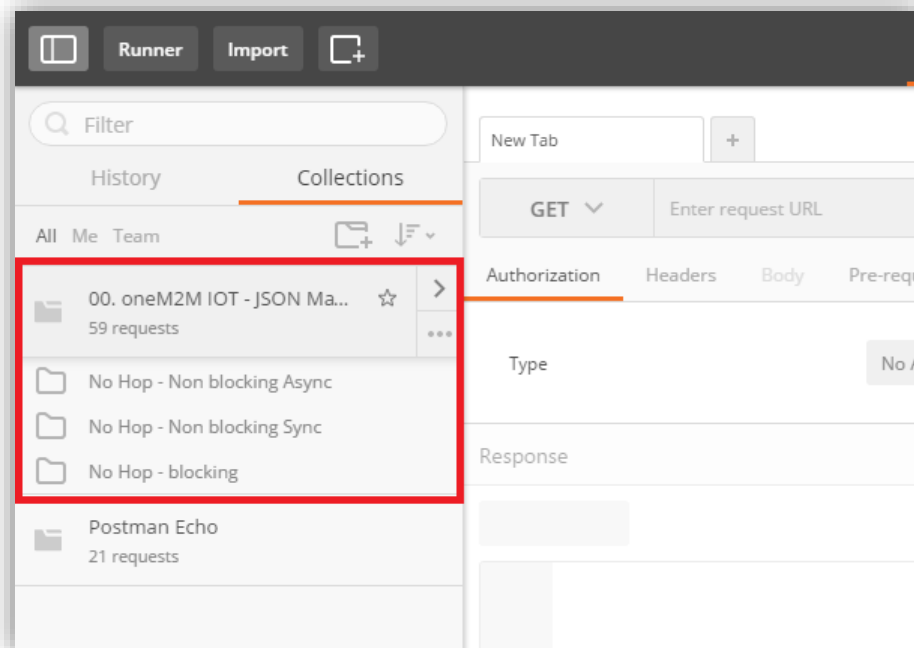 Runner Import
Filter
History Collections
All Me Team
00. oneM2M IOT - JSON Ma...
59 requests
No Hop - Non blocking Async
No Hop - Non blocking Sync
No Hop - blocking
Postman Echo
21 requests
New Tab
GET Enter request URL
Authorization Headers Body Pre-requ
Type No A
Response